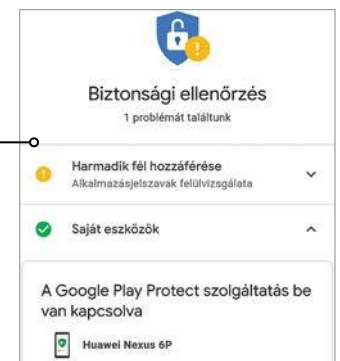 Biztonsági ellenőrzés
1 problémát találtunk
Harmadik fél hozzáférése
Alkalmazásjelszavak felülvizsgálata
Saját eszközök
A Google Play Protect szolgáltatás be
van kapcsolva
Huawei Nexus 6P